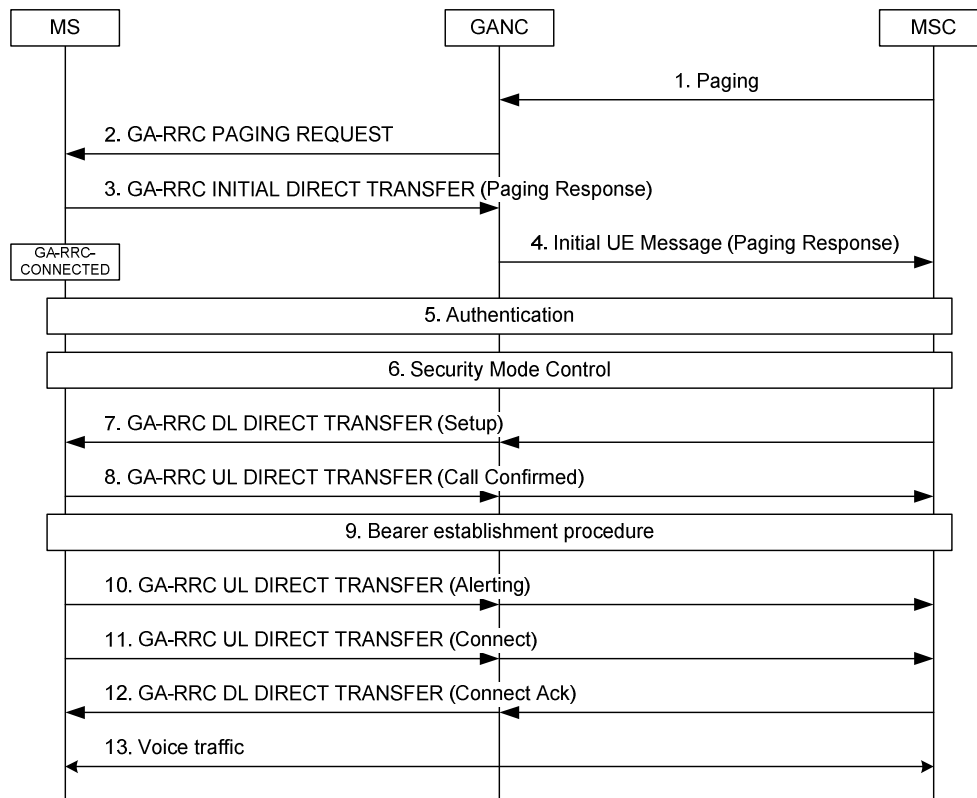 MS
GANC
MSC
1. Paging
2. GA-RRC PAGING REQUEST
3. GA-RRC INITIAL DIRECT TRANSFER (Paging Response)
GA-RRC-
CONNECTED
4. Initial UE Message (Paging Response)
5. Authentication
6. Security Mode Control
7. GA-RRC DL DIRECT TRANSFER (Setup)
8. GA-RRC UL DIRECT TRANSFER (Call Confirmed)
9. Bearer establishment procedure
10. GA-RRC UL DIRECT TRANSFER (Alerting)
11. GA-RRC UL DIRECT TRANSFER (Connect)
12. GA-RRC DL DIRECT TRANSFER (Connect Ack)
13. Voice traffic